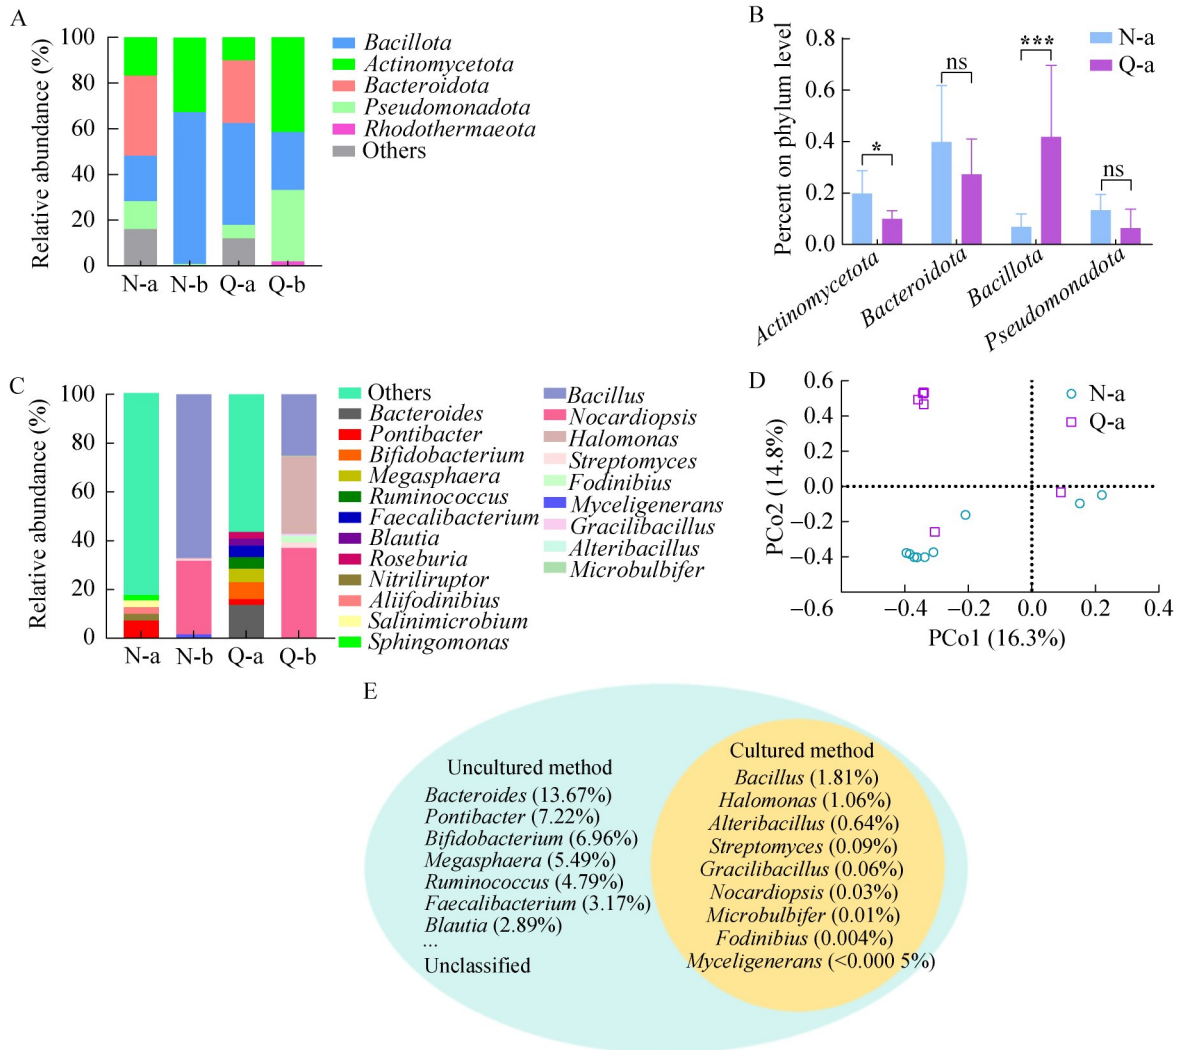 A
Relative abundance (%)
100
80
60
40
20
0
N-a N-b Q-a Q-b
Bacillota
Actinomycetota
Bacteroidota
Pseudomonadota
Rhodothermaeota
Others
B
Percent on phylum level
0.8
0.6
0.4
0.2
0.0
*
ns
***
ns
N-a
Q-a
Actinomycetota
Bacteroidota
Bacillota
Pseudomonadota
C
Relative abundance (%)
100
80
60
40
20
0
N-a N-b Q-a Q-b
Others
Bacteroides
Pontibacter
Bifidobacterium
Megasphaera
Ruminococcus
Faecalibacterium
Blautia
Roseburia
Nitriliruptor
Aliifodinibius
Salinimicrobium
Sphingomonas
Bacillus
Nocardiopsis
Halomonas
Streptomyces
Fodinibius
Myceligenerans
Gracilibacillus
Alteribacillus
Microbulbifer
D
PCo2 (14.8%)
0.6
0.4
0.2
0.0
−0.2
−0.4
−0.6
−0.4 −0.2 0.0 0.2 0.4
PCo1 (16.3%)
N-a
Q-a
E
Uncultured method
Bacteroides (13.67%)
Pontibacter (7.22%)
Bifidobacterium (6.96%)
Megasphaera (5.49%)
Ruminococcus (4.79%)
Faecalibacterium (3.17%)
Blautia (2.89%)
...
Unclassified
Cultured method
Bacillus (1.81%)
Halomonas (1.06%)
Alteribacillus (0.64%)
Streptomyces (0.09%)
Gracilibacillus (0.06%)
Nocardiopsis (0.03%)
Microbulbifer (0.01%)
Fodinibius (0.004%)
Myceligenerans (<0.000 5%)